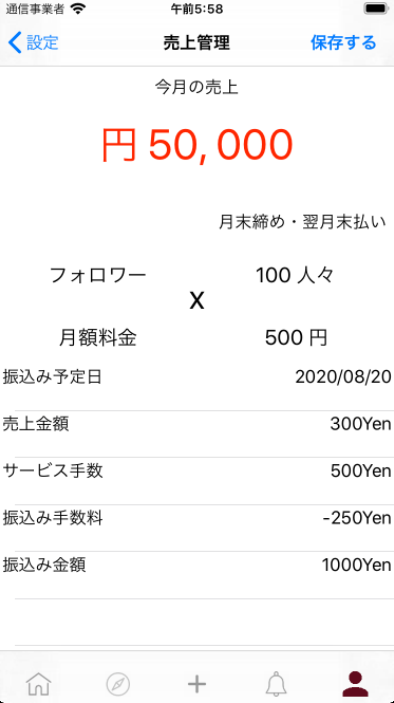 通信事業者 午前5:58
設定 売上管理 保存する
今月の売上
円 50,000
月末締め・翌月末払い
フォロワー 100 人々
X
月額料金 500 円
振込み予定日 2020/08/20
売上金額 300Yen
サービス手数 500Yen
振込み手数料 -250Yen
振込み金額 1000Yen